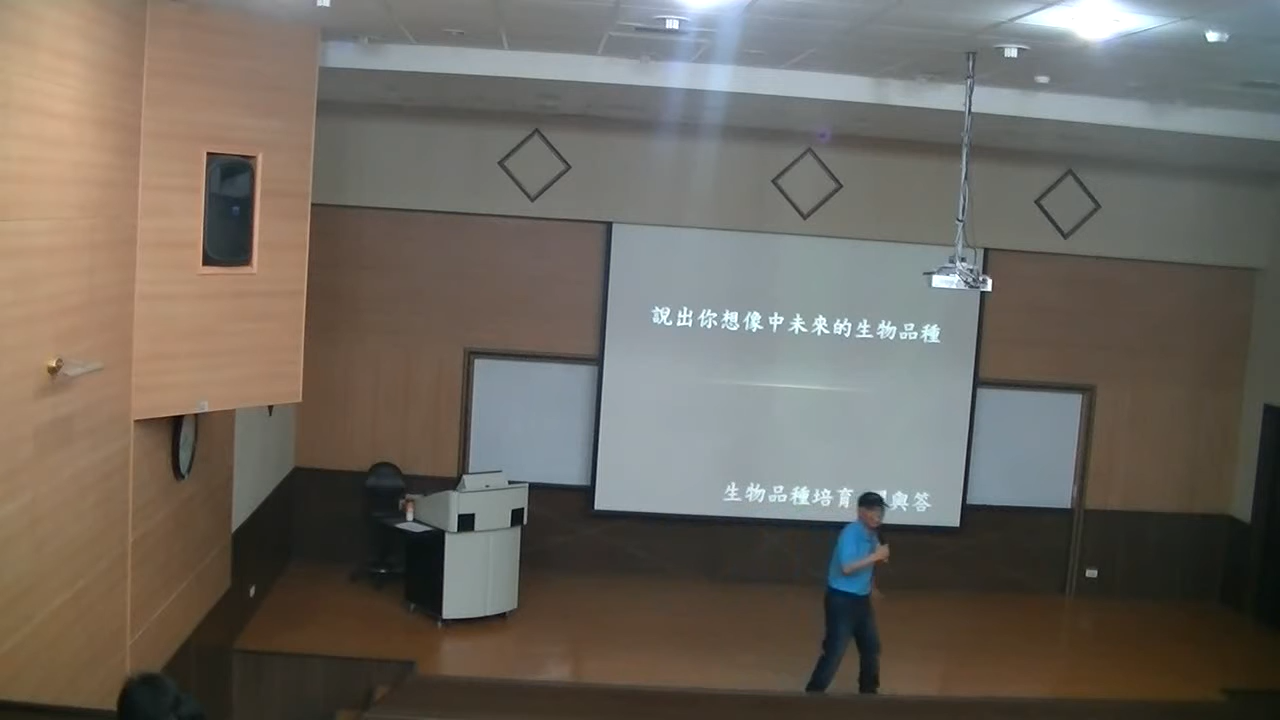 說出你想像中未來的生物品種
生物品種培育 與答